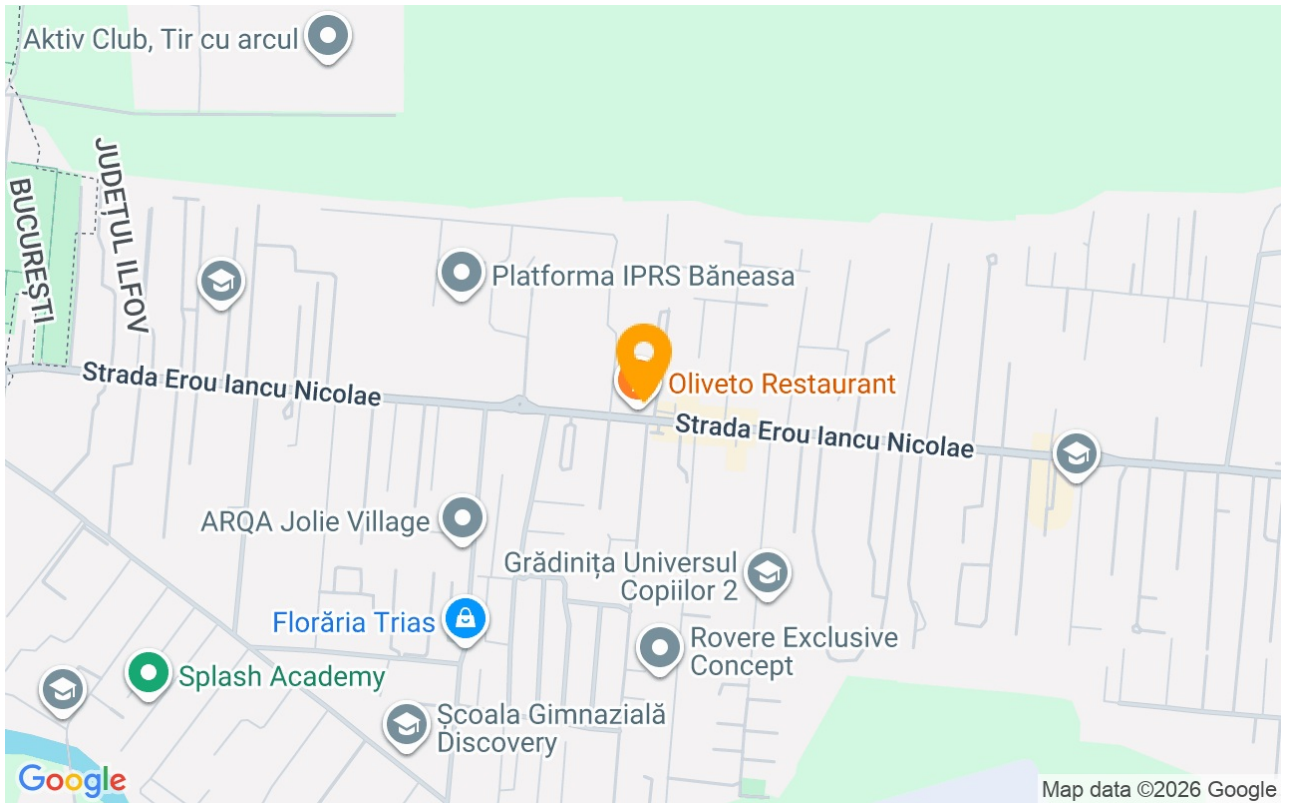 Aktiv Club, Tir cu arcul
JUDEȚUL ILFOV
BUCUREȘTI
Platforma IPRS Băneasa
Strada Erou Iancu Nicolae
Oliveto Restaurant
Strada Erou Iancu Nicolae
ARQA Jolie Village
Grădinița Universul
Copiilor 2
Florăria Trias
Rovere Exclusive
Concept
Splash Academy
Școala Gimnazială
Discovery
Google
Map data ©2026 Google